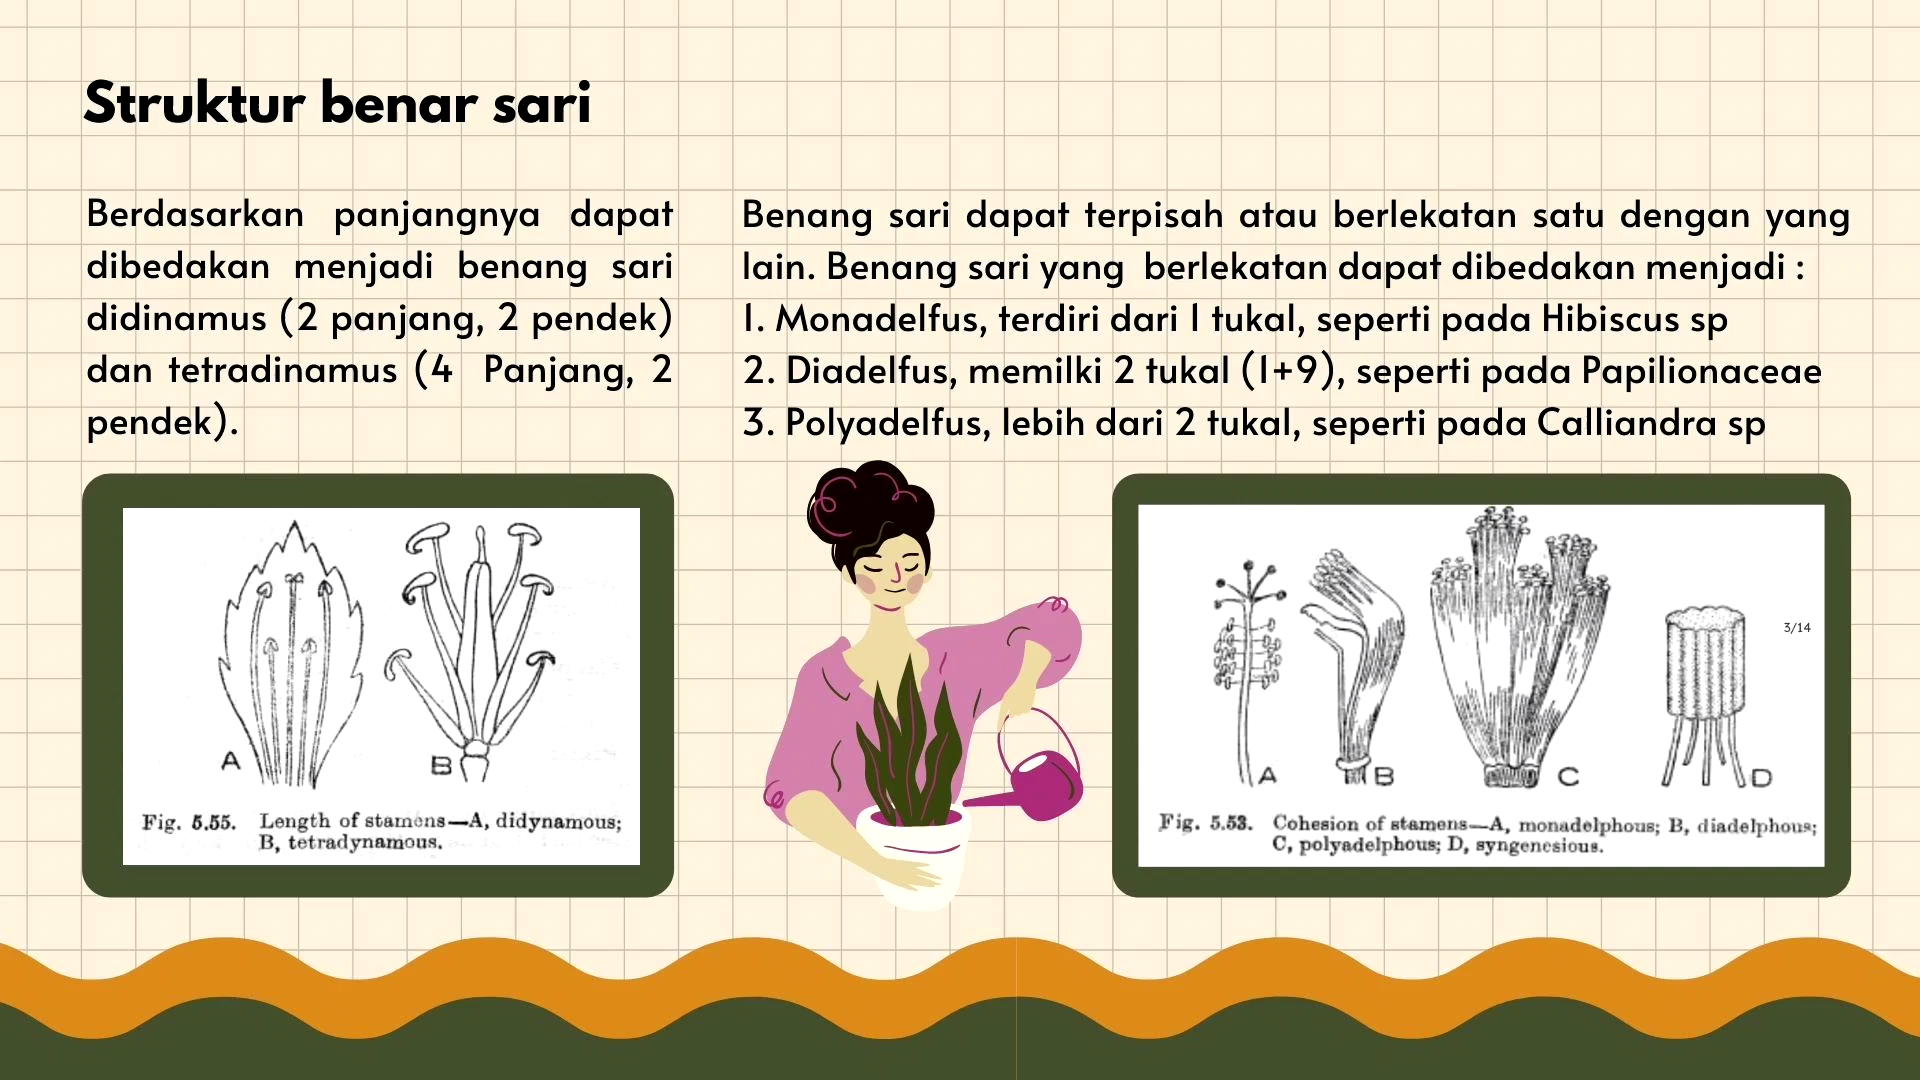 Struktur benar sari
Berdasarkan panjangnya dapat
dibedakan menjadi benang sari
didinamus (2 panjang, 2 pendek)
dan tetradinamus (4 Panjang, 2
pendek).
Benang sari dapat terpisah atau berlekatan satu dengan yang
lain. Benang sari yang berlekatan dapat dibedakan menjadi :
1. Monadelfus, terdiri dari 1 tukal, seperti pada Hibiscus sp
2. Diadelfus, memilki 2 tukal (1+9), seperti pada Papilionaceae
3. Polyadelfus, lebih dari 2 tukal, seperti pada Calliandra sp
A
B
Fig. 5.55. Length of stamens—A, didynamous;
B, tetradynamous.
3/14
A
B
C
D
Fig. 5.53. Cohesion of stamens—A, monadelphous; B, diadelphous;
C, polyadelphous; D, syngenesious.